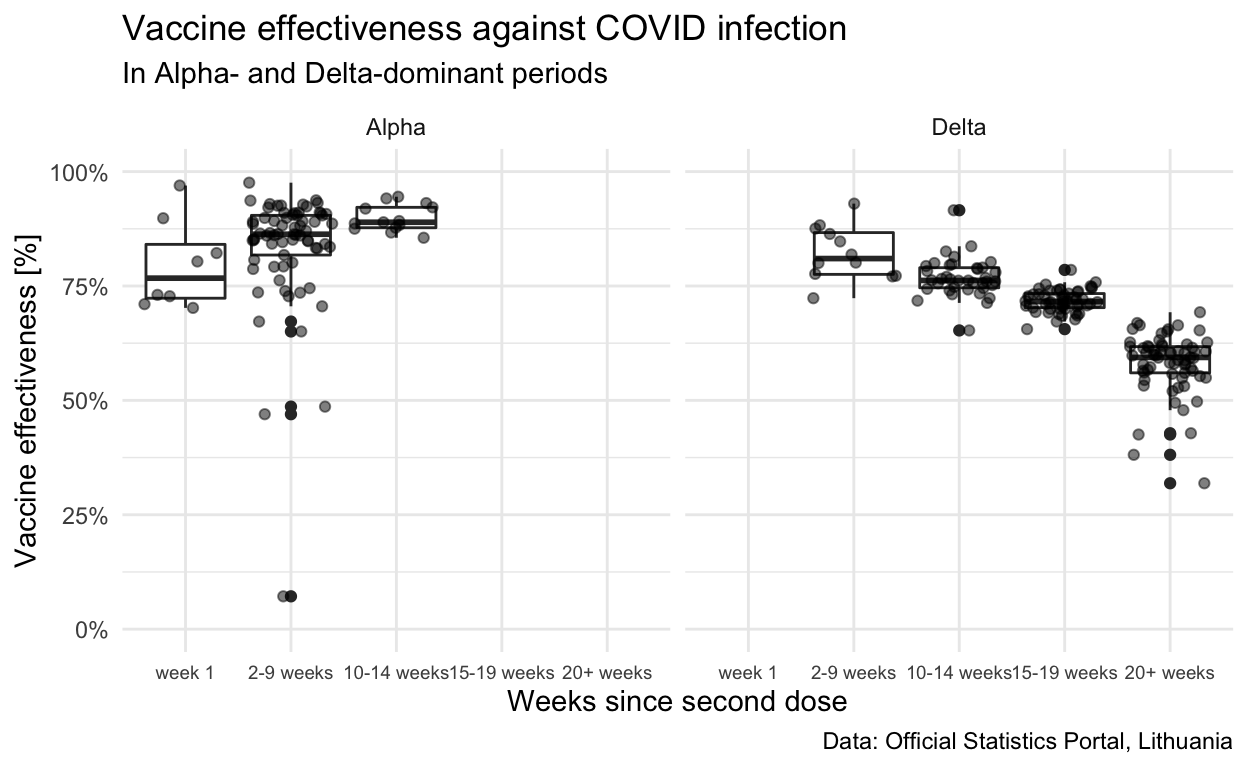 Vaccine effectiveness against COVID infection
In Alpha- and Delta-dominant periods
Alpha
Delta
Vaccine effectiveness [%]
100%
75%
50%
25%
0%
week 1 2-9 weeks 10-14 weeks 15-19 weeks 20+ weeks
week 1 2-9 weeks 10-14 weeks 15-19 weeks 20+ weeks
Weeks since second dose
Data: Official Statistics Portal, Lithuania